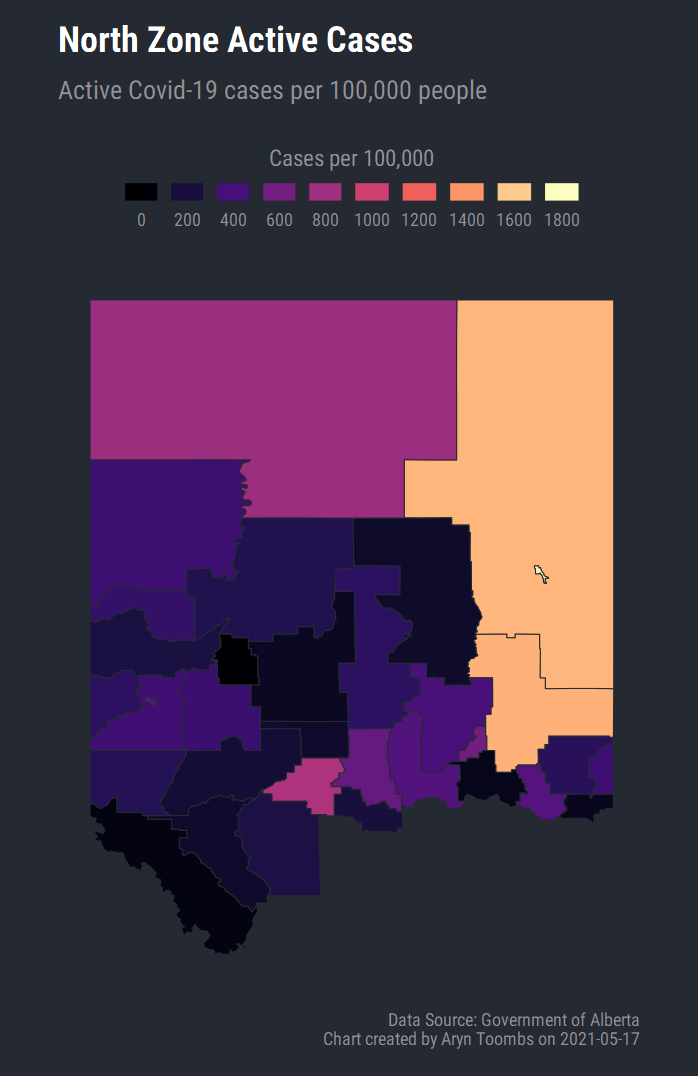 North Zone Active Cases
Active Covid-19 cases per 100,000 people
Cases per 100,000
0 200 400 600 800 1000 1200 1400 1600 1800
Data Source: Government of Alberta
Chart created by Aryn Toombs on 2021-05-17